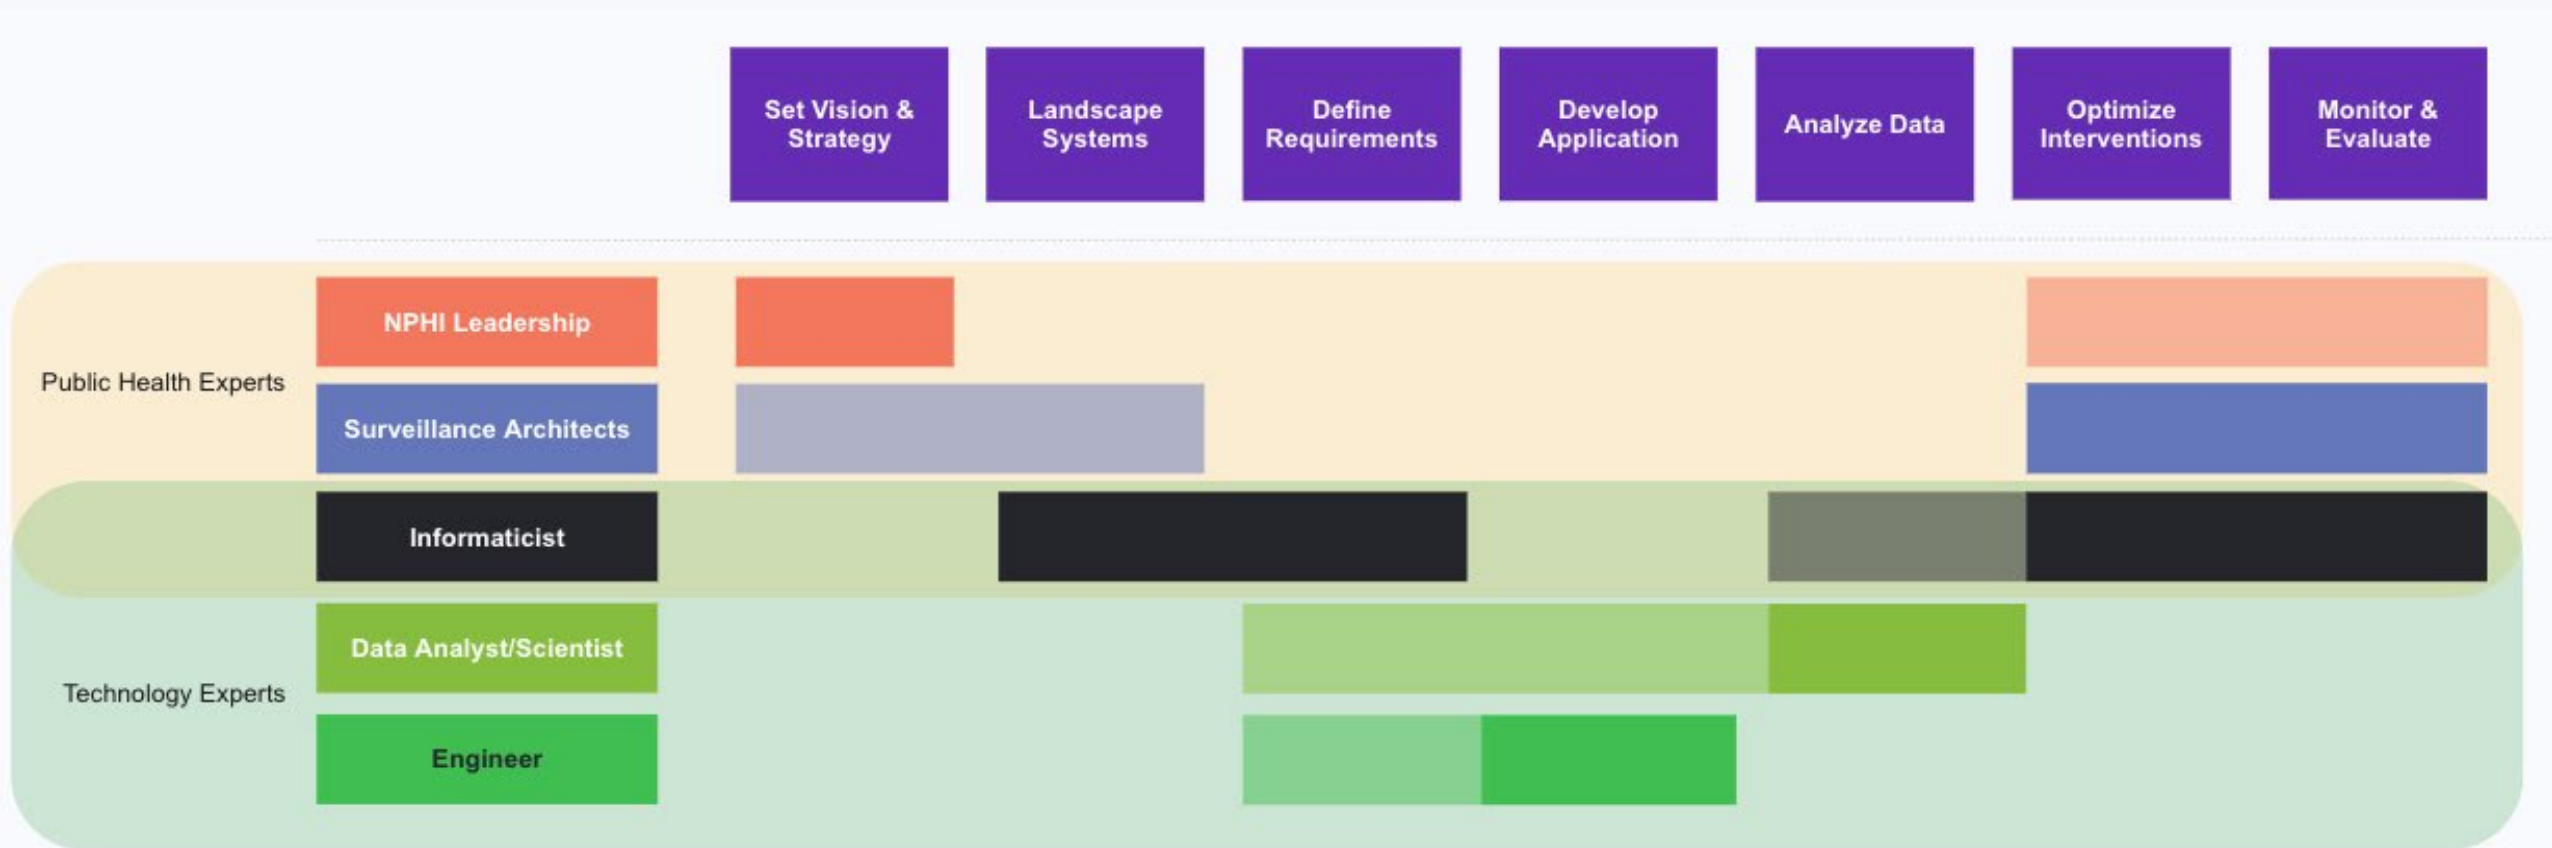 Set Vision &
Strategy
Landscape
Systems
Define
Requirements
Develop
Application
Analyze Data
Optimize
Interventions
Monitor &
Evaluate
Public Health Experts
NPHI Leadership
Surveillance Architects
Informaticist
Technology Experts
Data Analyst/Scientist
Engineer